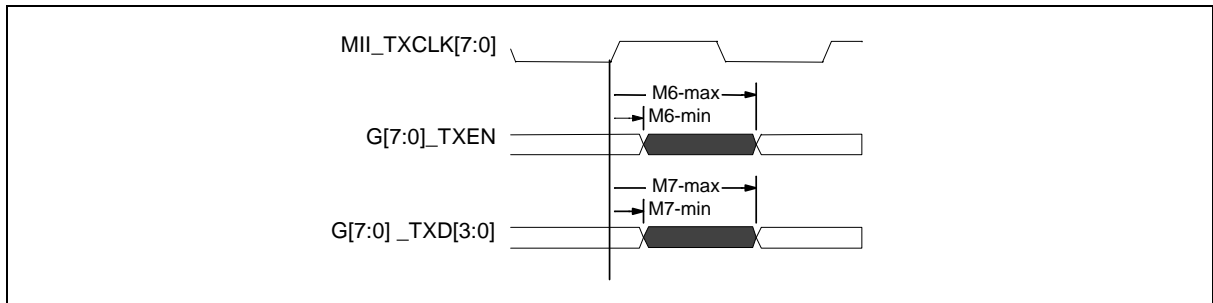 MII_TXCLK[7:0]
M6-max
M6-min
G[7:0]_TXEN
M7-max
M7-min
G[7:0] _TXD[3:0]